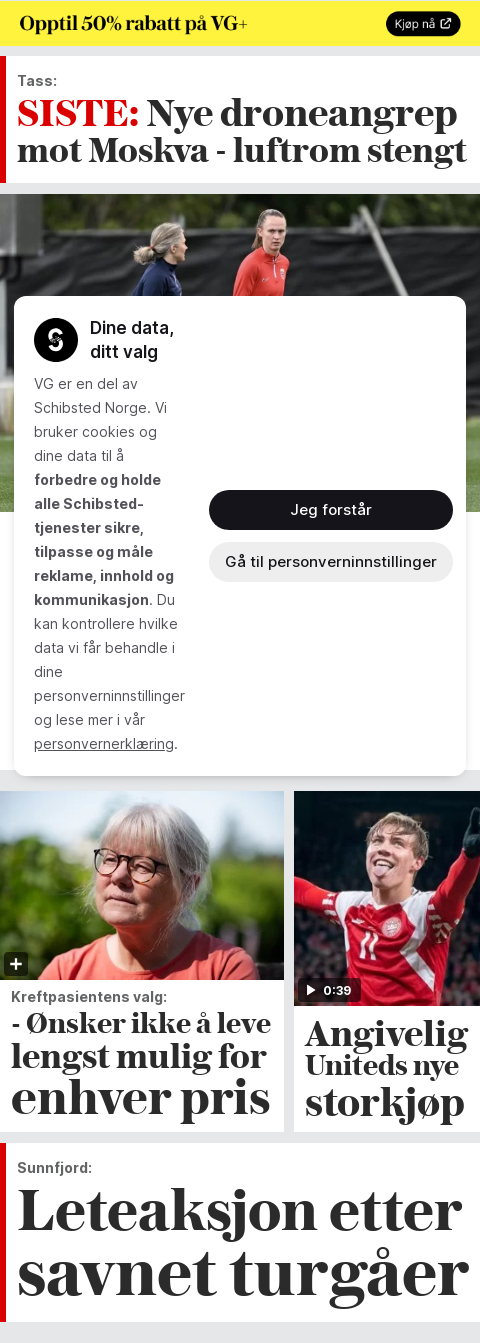 Opptil 50% rabatt på VG+
Kjøp nå
Tass:
SISTE: Nye droneangrep
mot Moskva - luftrom stengt
Dine data,
ditt valg
VG er en del av
Schibsted Norge. Vi
bruker cookies og
dine data til å
forbedre og holde
alle Schibsted-
tjenester sikre,
tilpasse og måle
reklame, innhold og
kommunikasjon. Du
kan kontrollere hvilke
data vi får behandle i
dine
personverninnstillinger
og lese mer i vår
personvernerklæring.
Jeg forstår
Gå til personverninnstillinger
Kreftpasientens valg:
- Ønsker ikke å leve
lengst mulig for
enhver pris
11
0:39
Angivelig
Uniteds nye
storkjøp
Sunnfjord:
Leteaksjon etter
savnet turgåer